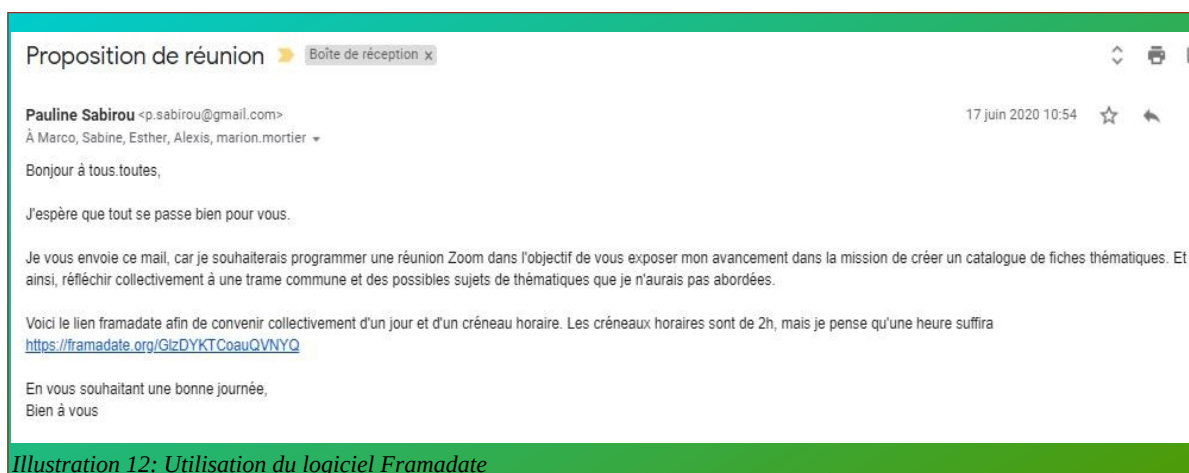 Proposition de réunion Boîte de réception x
Pauline Sabirou <p.sabirou@gmail.com> 17 juin 2020 10:54
À Marco, Sabine, Esther, Alexis, marion.mortier
Bonjour à tous.toutes,
J'espère que tout se passe bien pour vous.
Je vous envoie ce mail, car je souhaiterais programmer une réunion Zoom dans l'objectif de vous exposer mon avancement dans la mission de créer un catalogue de fiches thématiques. Et
ainsi, réfléchir collectivement à une trame commune et des possibles sujets de thématiques que je n'aurais pas abordées.
Voici le lien framadate afin de convenir collectivement d'un jour et d'un créneau horaire. Les créneaux horaires sont de 2h, mais je pense qu'une heure suffira
https://framadate.org/GlzDYKTCoauQVNYQ
En vous souhaitant une bonne journée,
Bien à vous
Illustration 12: Utilisation du logiciel Framadate